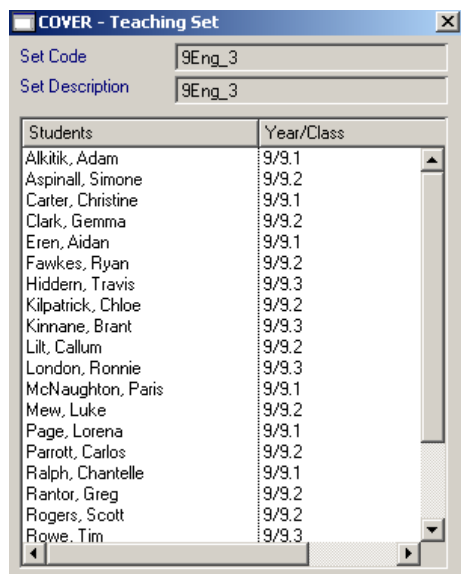 COVER - Teaching Set
Set Code 9Eng_3
Set Description 9Eng_3
Students Year/Class
Alkitik, Adam 9/9.1
Aspinall, Simone 9/9.2
Carter, Christine 9/9.1
Clark, Gemma 9/9.2
Eren, Aidan 9/9.1
Fawkes, Ryan 9/9.2
Hiddern, Travis 9/9.3
Kilpatrick, Chloe 9/9.2
Kinnane, Brant 9/9.3
Lilt, Callum 9/9.2
London, Ronnie 9/9.3
McNaughton, Paris 9/9.1
Mew, Luke 9/9.2
Page, Lorena 9/9.1
Parrott, Carlos 9/9.2
Ralph, Chantelle 9/9.1
Rantor, Greg 9/9.2
Rogers, Scott 9/9.2
Rowe, Tim 9/9.3